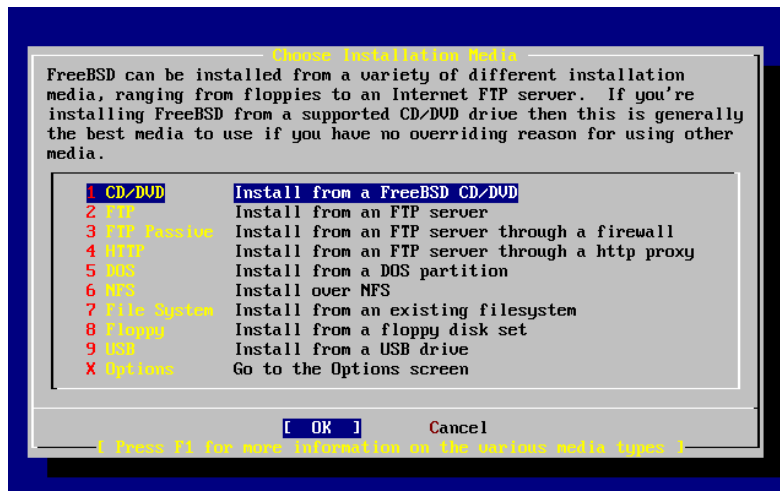 Choose Installation Media
FreeBSD can be installed from a variety of different installation
media, ranging from floppies to an Internet FTP server.  If you're
installing FreeBSD from a supported CD/DVD drive then this is generally
the best media to use if you have no overriding reason for using other
media.
1 CD/DVD Install from a FreeBSD CD/DVD
2 FTP Install from an FTP server
3 FTP Passive Install from an FTP server through a firewall
4 HTTP Install from an FTP server through a http proxy
5 DOS Install from a DOS partition
6 NFS Install over NFS
7 File System Install from an existing filesystem
8 Floppy Install from a floppy disk set
9 USB Install from a USB drive
X Options Go to the Options screen
[ OK ] Cancel
[ Press F1 for more information on the various media types ]